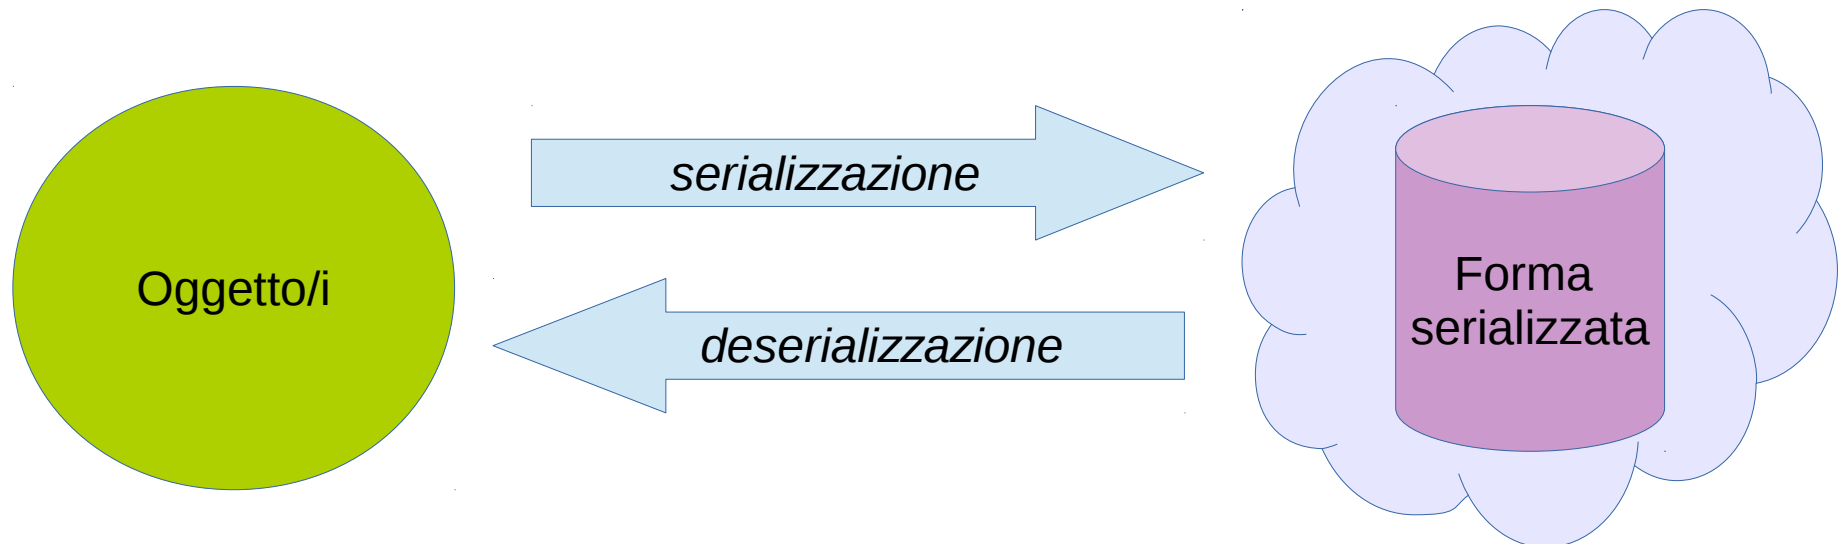 Oggetto/i
serializzazione
deserializzazione
Forma
serializzata